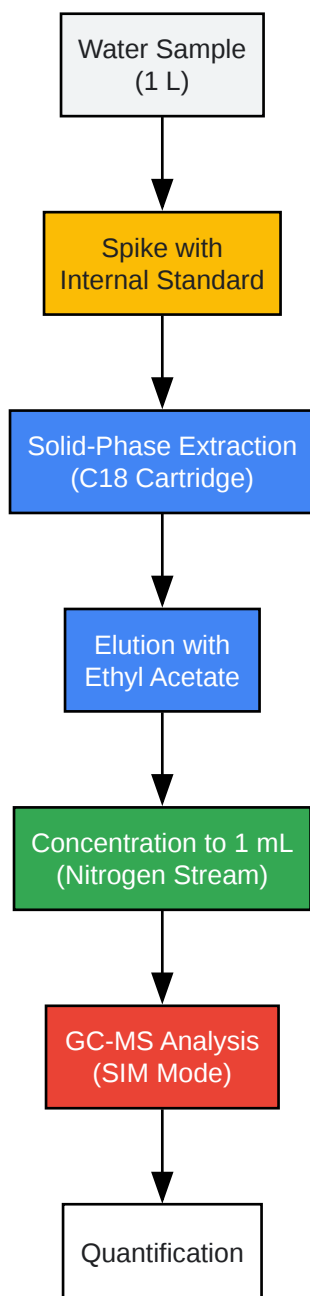 Water Sample
(1 L)
Spike with
Internal Standard
Solid-Phase Extraction
(C18 Cartridge)
Elution with
Ethyl Acetate
Concentration to 1 mL
(Nitrogen Stream)
GC-MS Analysis
(SIM Mode)
Quantification